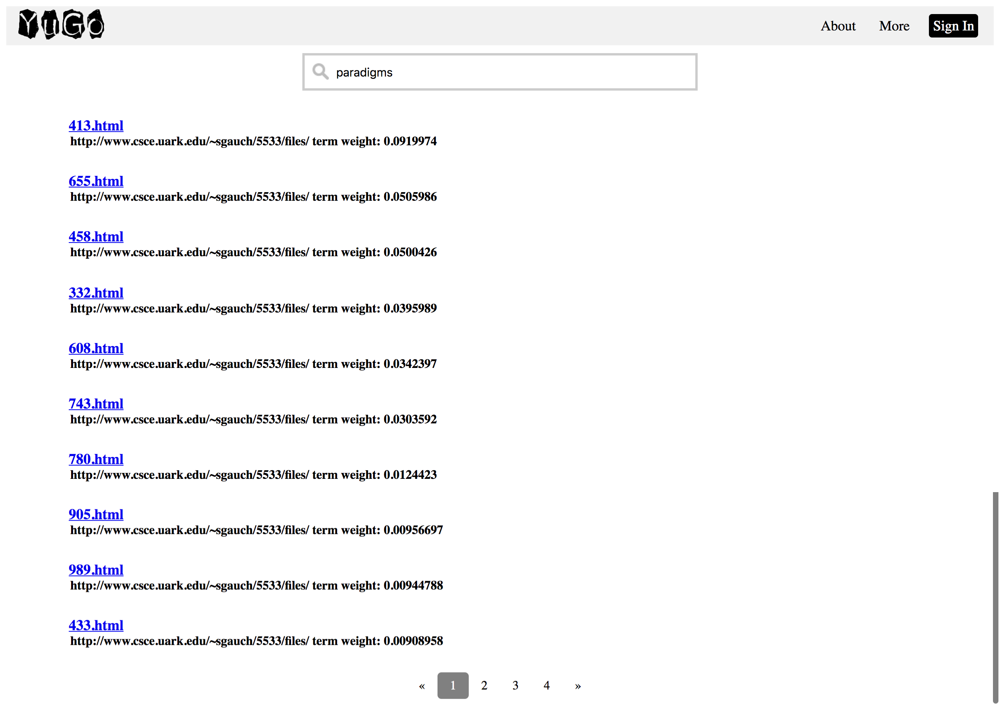 YuGo
About More Sign In
paradigms
413.html
http://www.csce.uark.edu/~sgauch/5533/files/ term weight: 0.0919974
655.html
http://www.csce.uark.edu/~sgauch/5533/files/ term weight: 0.0505986
458.html
http://www.csce.uark.edu/~sgauch/5533/files/ term weight: 0.0500426
332.html
http://www.csce.uark.edu/~sgauch/5533/files/ term weight: 0.0395989
608.html
http://www.csce.uark.edu/~sgauch/5533/files/ term weight: 0.0342397
743.html
http://www.csce.uark.edu/~sgauch/5533/files/ term weight: 0.0303592
780.html
http://www.csce.uark.edu/~sgauch/5533/files/ term weight: 0.0124423
905.html
http://www.csce.uark.edu/~sgauch/5533/files/ term weight: 0.00956697
989.html
http://www.csce.uark.edu/~sgauch/5533/files/ term weight: 0.00944788
433.html
http://www.csce.uark.edu/~sgauch/5533/files/ term weight: 0.00908958
« 1 2 3 4 »